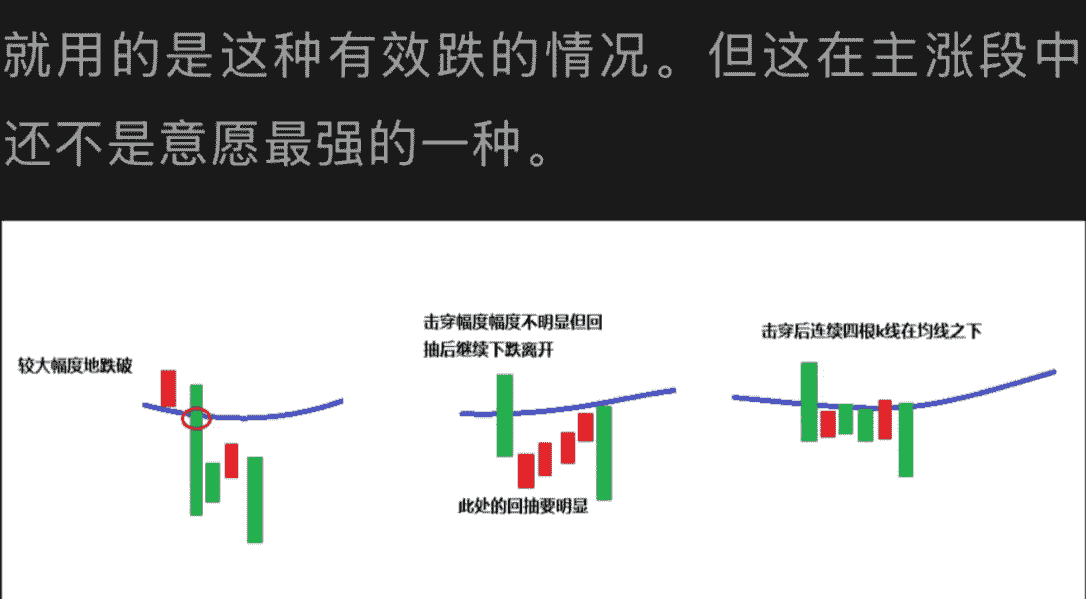 就用的是这种有效跌的情况。但这在主涨段中
还不是意愿最强的一种。
较大幅度地跌破
击穿幅度幅度不明显但回
抽后继续下跌离开
此处的回抽要明显
击穿后连续四根k线在均线之下